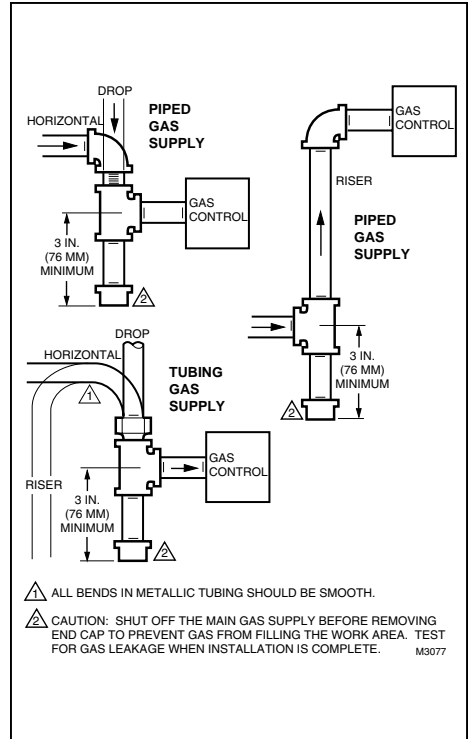 DROP
HORIZONTAL
PIPED
GAS
SUPPLY
GAS
CONTROL
3 IN.
(76 MM)
MINIMUM
2
GAS
CONTROL
RISER
PIPED
GAS
SUPPLY
3 IN.
(76 MM)
MINIMUM
2
DROP
HORIZONTAL
TUBING
GAS
SUPPLY
1
GAS
CONTROL
RISER
3 IN.
(76 MM)
MINIMUM
2
1 ALL BENDS IN METALLIC TUBING SHOULD BE SMOOTH.
2 CAUTION: SHUT OFF THE MAIN GAS SUPPLY BEFORE REMOVING
END CAP TO PREVENT GAS FROM FILLING THE WORK AREA. TEST
FOR GAS LEAKAGE WHEN INSTALLATION IS COMPLETE.
M3077